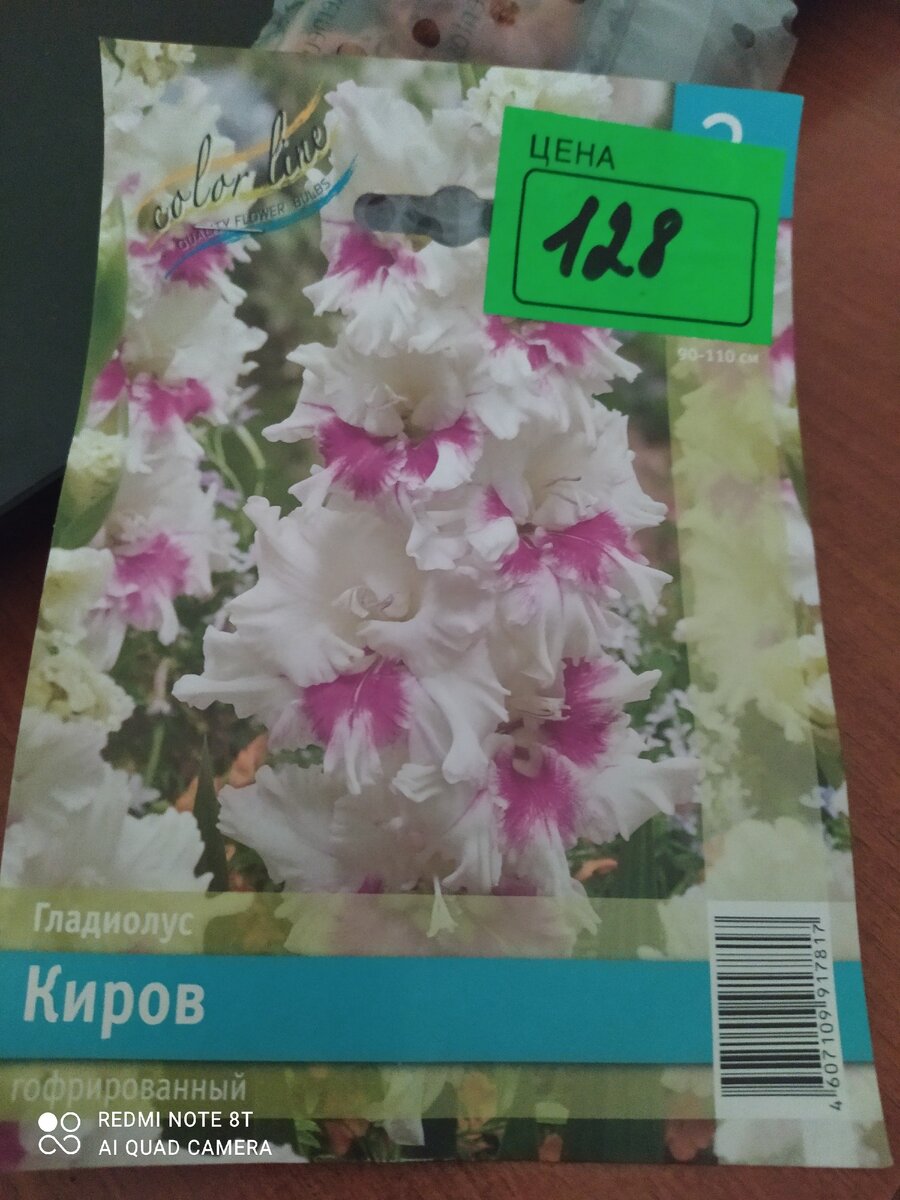 color line
QUALITY FLOWER BULBS
ЦЕНА
128
90-110 см
Гладиолус
Киров
гофрированный
4607109917817
REDMI NOTE 8T
AI QUAD CAMERA